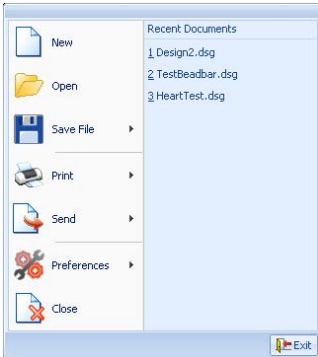 New
Open
Save File
Print
Send
Preferences
Close
Recent Documents
1 Design2.dsg
2 TestBeadbar.dsg
3 HeartTest.dsg
Exit